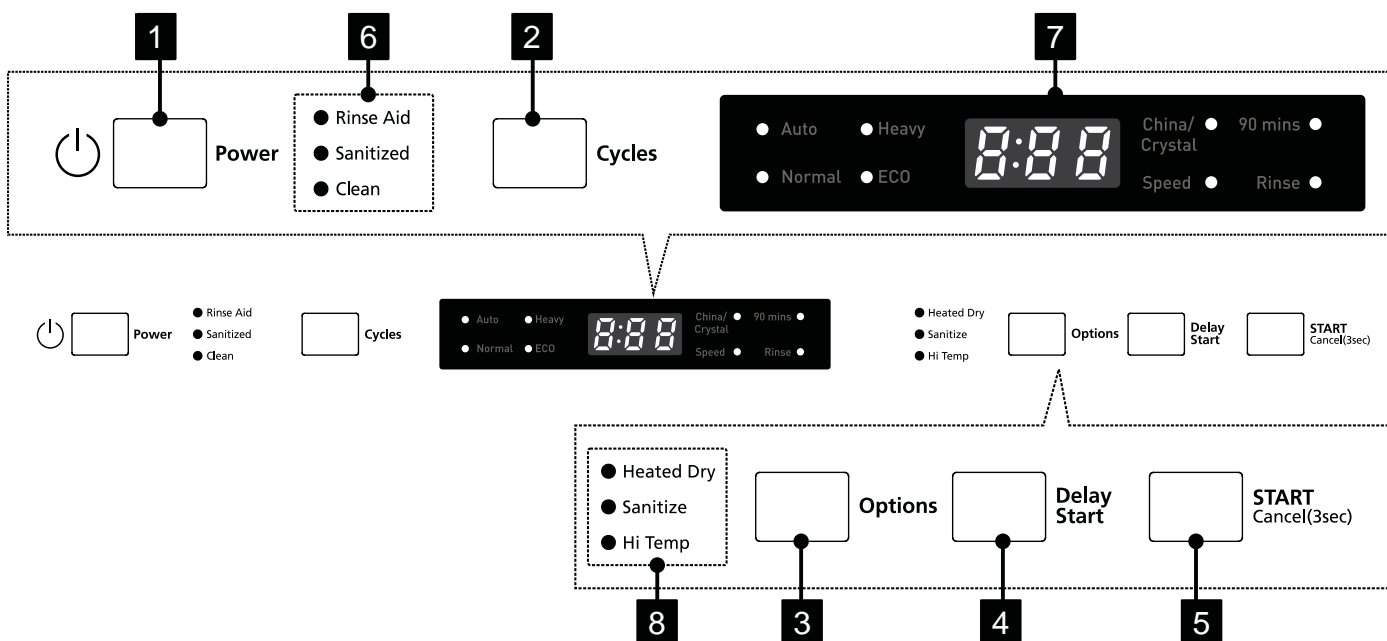 1
6
2
7
Power
Rinse Aid
Sanitized
Clean
Cycles
Auto
Heavy
Normal
ECO
8:88
China/
Crystal
90 mins
Speed
Rinse
Power
Rinse Aid
Sanitized
Clean
Cycles
Auto
Heavy
Normal
ECO
8:88
China/
Crystal
90 mins
Speed
Rinse
Heated Dry
Sanitize
Hi Temp
Options
Delay
Start
START
Cancel(3sec)
Heated Dry
Sanitize
Hi Temp
Options
Delay
Start
START
Cancel(3sec)
8
3
4
5